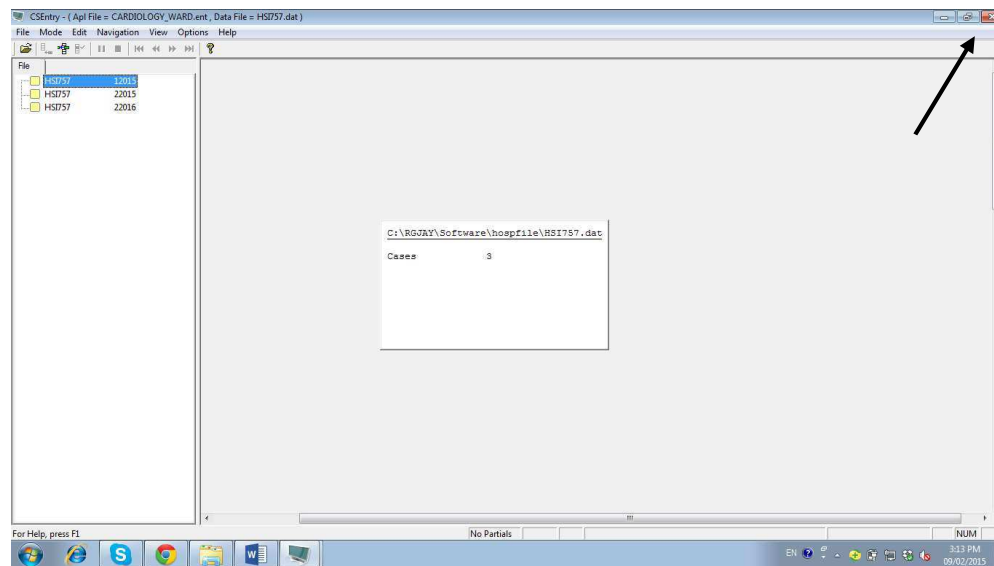 CSEntry - ( Apl File = CARDIOLOGY_WARD.ent , Data File = HSI757.dat )
File Mode Edit Navigation View Options Help
File
HSI757 12015
HSI757 22015
HSI757 22016
C:\RGJAY\Software\hospfile\HSI757.dat
Cases 3
For Help, press F1 No Partials NUM
EN 3:13 PM
09/02/2015